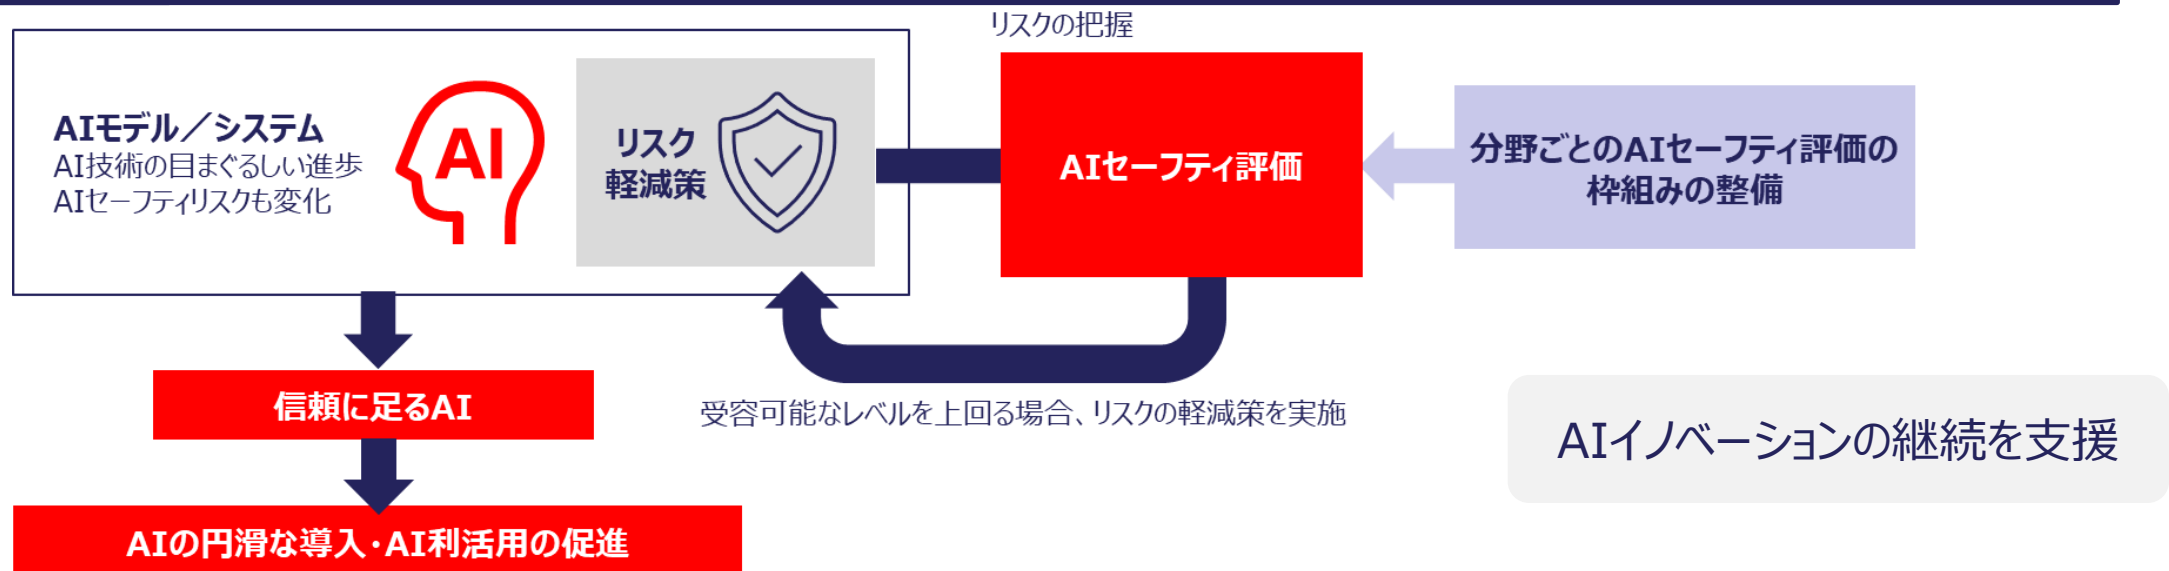 リスクの把握
AIモデル／システム
AI技術の目まぐるしい進歩
AIセーフティリスクも変化
AI
リスク
軽減策
AIセーフティ評価
分野ごとのAIセーフティ評価の
枠組みの整備
信頼に足るAI
受容可能なレベルを上回る場合、リスクの軽減策を実施
AIイノベーションの継続を支援
AIの円滑な導入・AI利活用の促進